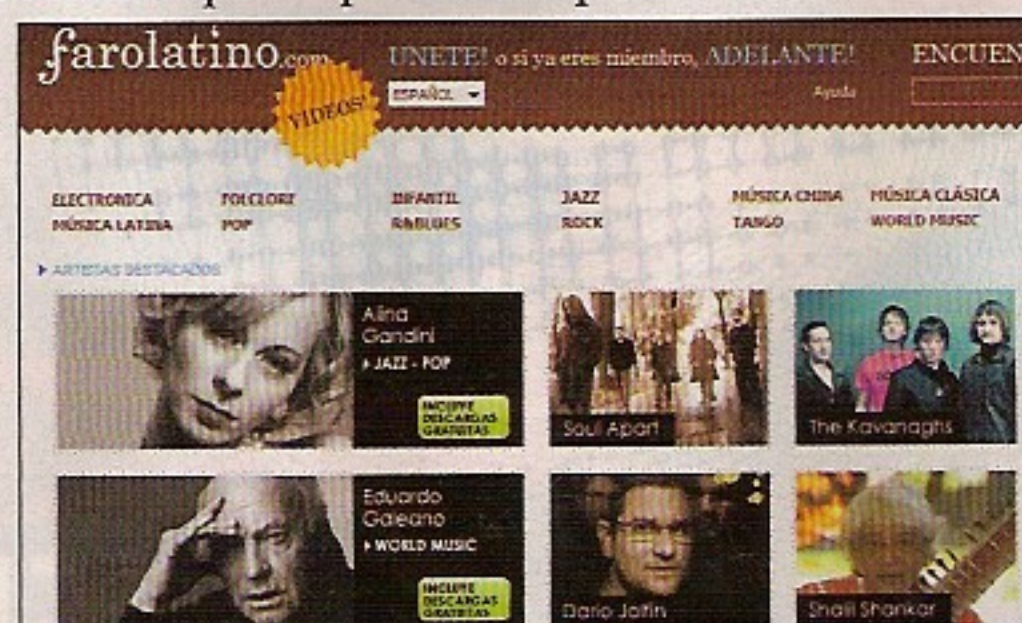 farolatino.com
UNETE! o si ya eres miembro, ADELANTE!
ENCUEN
ESPAÑOL
Ayuda
VIDEOS!
ELECTRONICA FOLCLORE INFANTIL JAZZ MÚSICA CHINA MÚSICA CLÁSICA
MÚSICA LATINA POP R&BLUES ROCK TANGO WORLD MUSIC
ARTISTAS DESTACADOS
Alina
Gandini
JAZZ - POP
INCLUYE
DESCARGAS
GRATUITAS
Soul Apart
The Kavanaghs
Eduardo
Galeano
WORLD MUSIC
INCLUYE
DESCARGAS
GRATUITAS
Dario Jalfin
Shaili Shankar